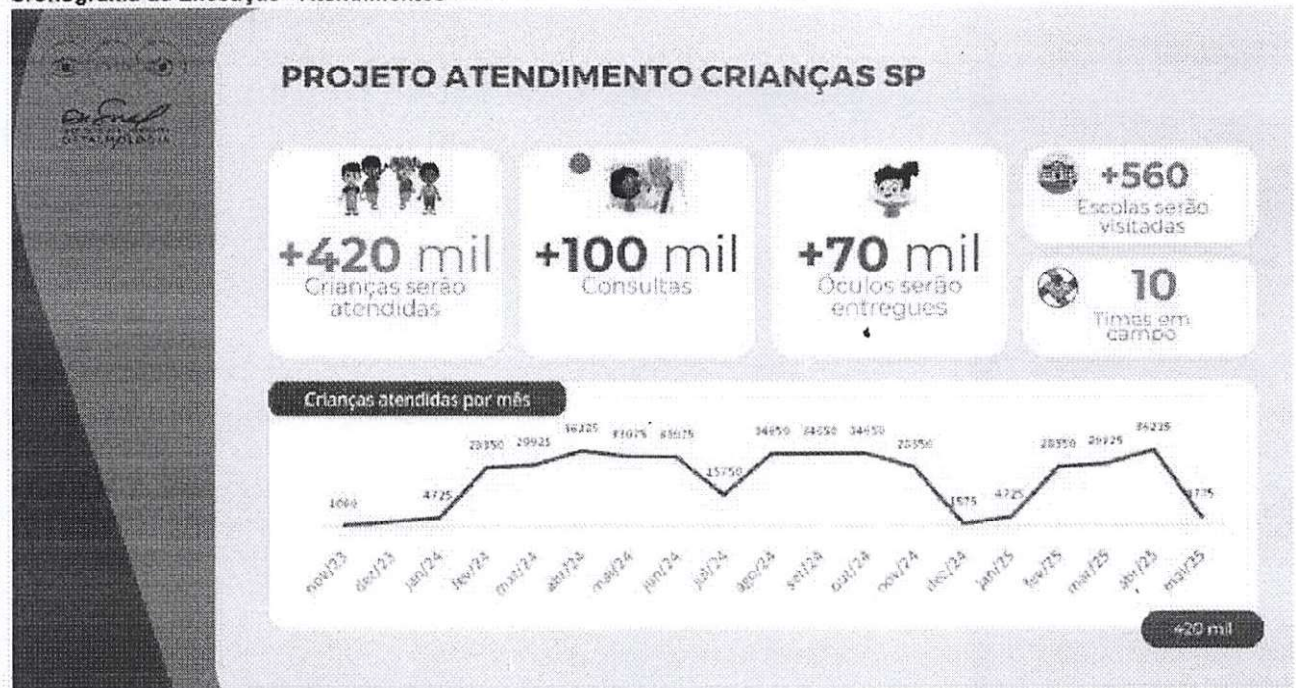 PROJETO ATENDIMENTO CRIANÇAS SP
+420 mil
Crianças serão
atendidas
+100 mil
Consultas
+70 mil
Óculos serão
entregues
+560
Escolas serão
visitadas
10
Times em
campo
Crianças atendidas por mês
4725
28350
29925
36225
33075
15750
34650
34650
34650
28350
1575
4725
28350
36225
nov/23
dez/23
jan/24
fev/24
mar/24
abr/24
mai/24
jun/24
jul/24
ago/24
set/24
out/24
nov/24
dez/24
jan/25
fev/25
mar/25
abr/25
mai/25
420 mil
OFTALMOLOGIA